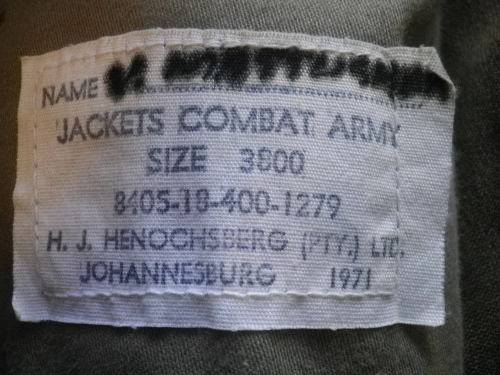 NAME
JACKETS COMBAT ARMY
SIZE 3800
8405-18-400-1279
H. J. HENOCHSBERG (PTY.) LTD.
JOHANNESBURG 1971